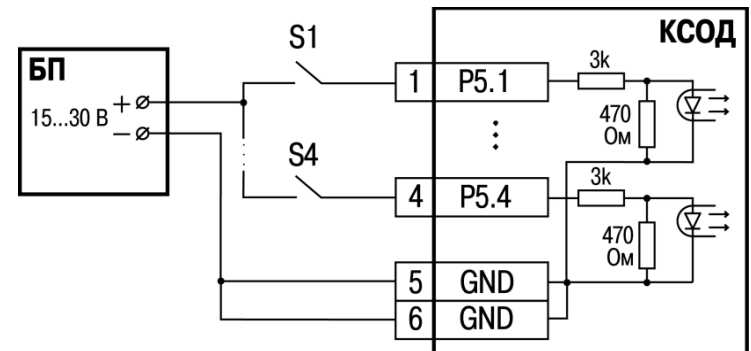 КСОД
S1
БП
15...30 В
+
–
1
P5.1
3k
470
Ом
S4
4
P5.4
3k
470
Ом
5
GND
6
GND